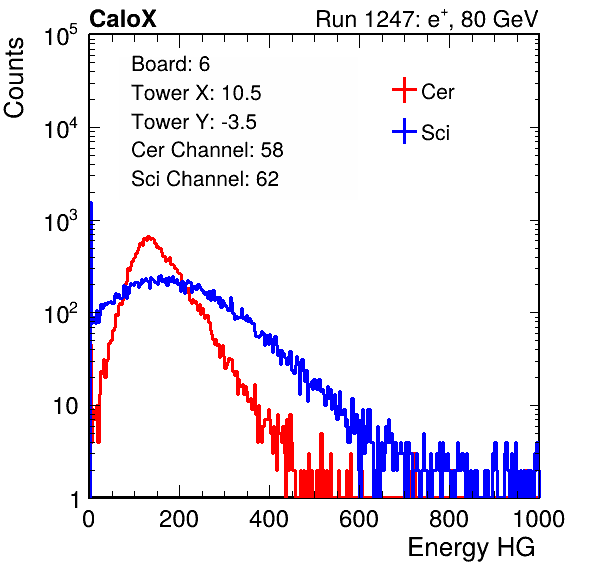 CaloX Run 1247: e+, 80 GeV
Counts
Board: 6
Tower X: 10.5
Tower Y: -3.5
Cer Channel: 58
Sci Channel: 62
Cer
Sci
10^5
10^4
10^3
10^2
10
1
0 200 400 600 800 1000
Energy HG